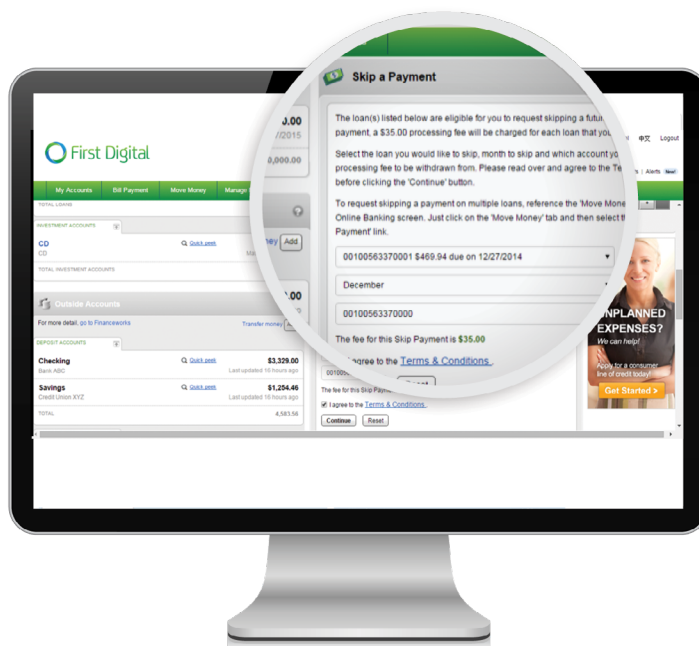 First Digital
中文
Logout
Alerts New!
My Accounts
Bill Payment
Move Money
TOTAL LOANS
INVESTMENT ACCOUNTS
CD
Quick peek
CD
TOTAL INVESTMENT ACCOUNTS
Outside Accounts
For more detail, go to Financeworks
Transfer money
DEPOSIT ACCOUNTS
Checking
Quick peek
$3,329.00
Bank ABC
Last updated 16 hours ago
Savings
Quick peek
$1,254.46
Credit Union XYZ
Last updated 16 hours ago
TOTAL
4,583.56
Add
Skip a Payment
The loan(s) listed below are eligible for you to request skipping a
payment, a $35.00 processing fee will be charged for each loan that
Select the loan you would like to skip, month to skip and which account
processing fee to be withdrawn from. Please read over and agree to the
before clicking the 'Continue' button.
To request skipping a payment on multiple loans, reference the 'Move
Online Banking screen. Just click on the 'Move Money' tab and then select
Payment' link.
00100563370001 $469.94 due on 12/27/2014
December
00100563370000
The fee for this Skip Payment is $35.00
agree to the Terms & Conditions.
The fee for this Skip
I agree to the Terms & Conditions.
Continue
Reset
UNPLANNED
EXPENSES?
We can help!
Apply for a consumer
line of credit today!
Get Started >